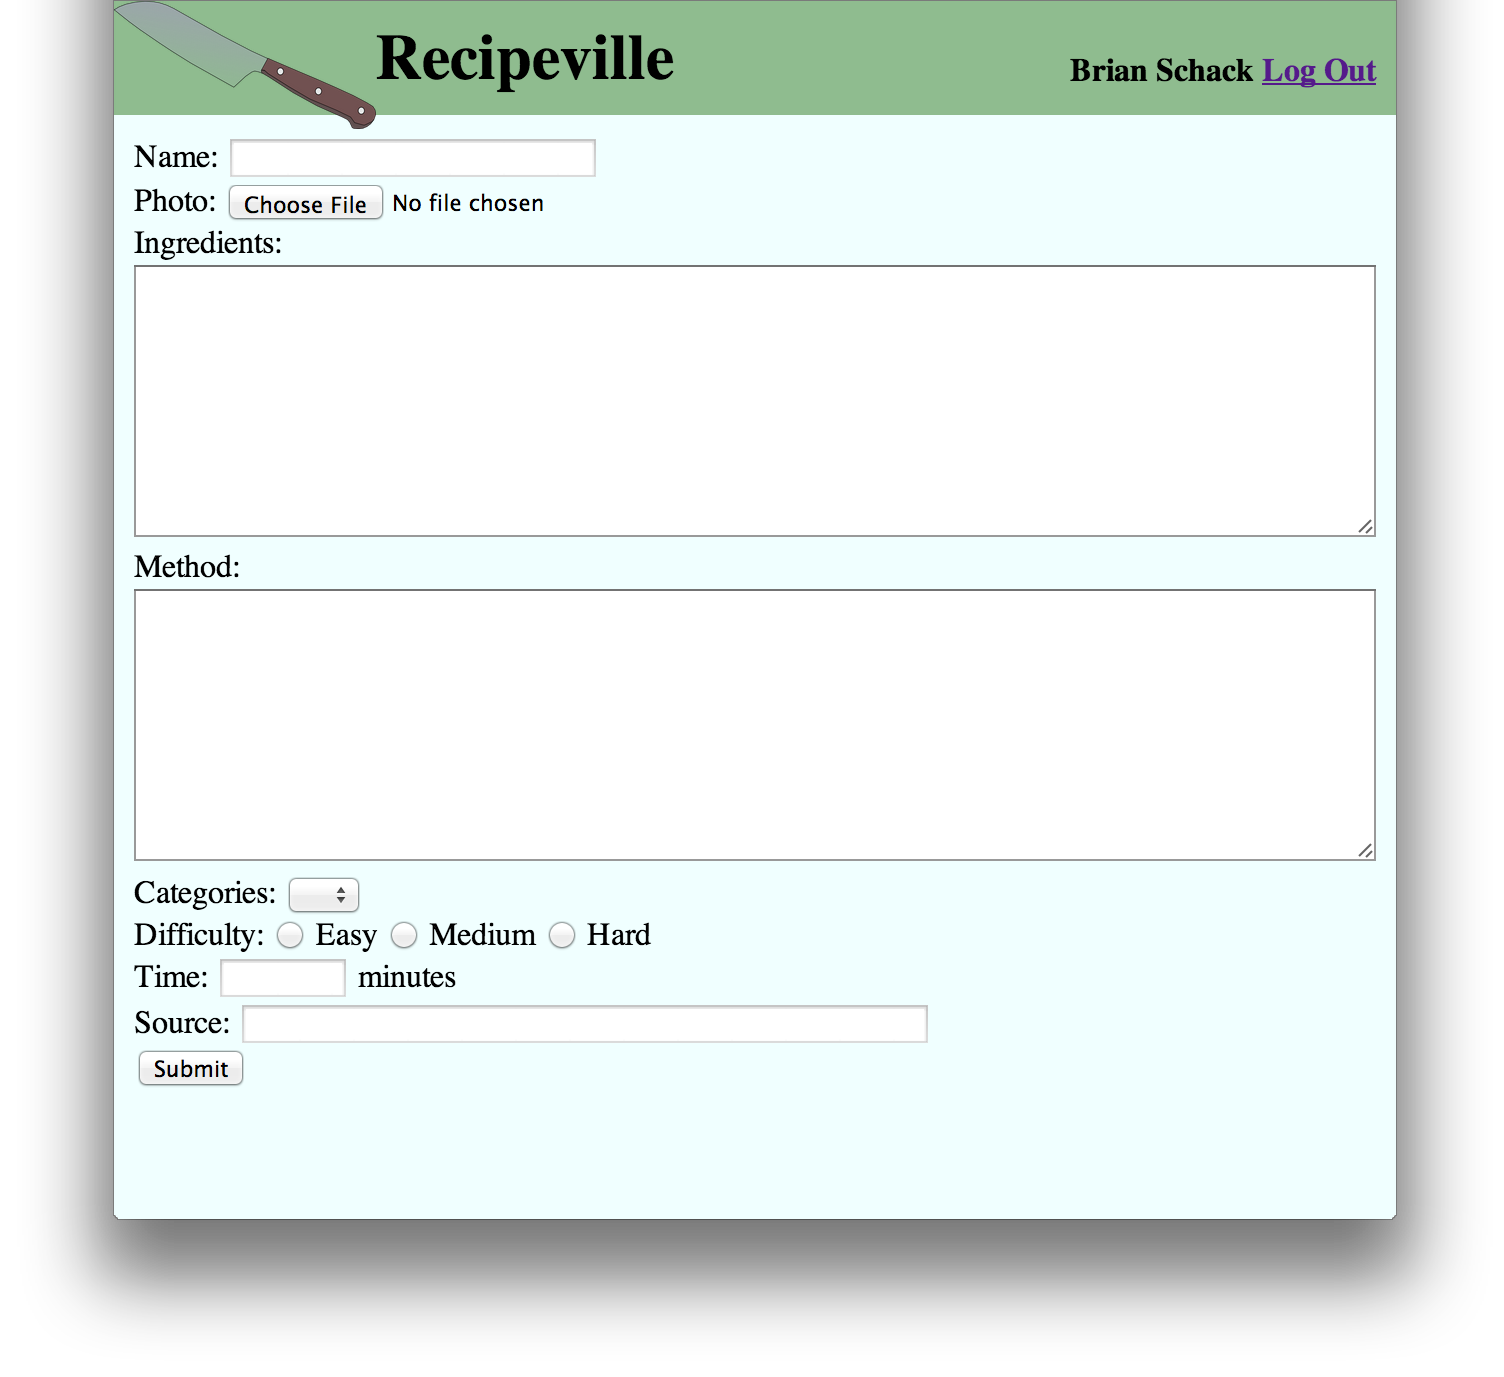 Recipeville
Brian Schack Log Out
Name:
Photo: Choose File No file chosen
Ingredients:
Method:
Categories:
Difficulty: Easy Medium Hard
Time: minutes
Source:
Submit